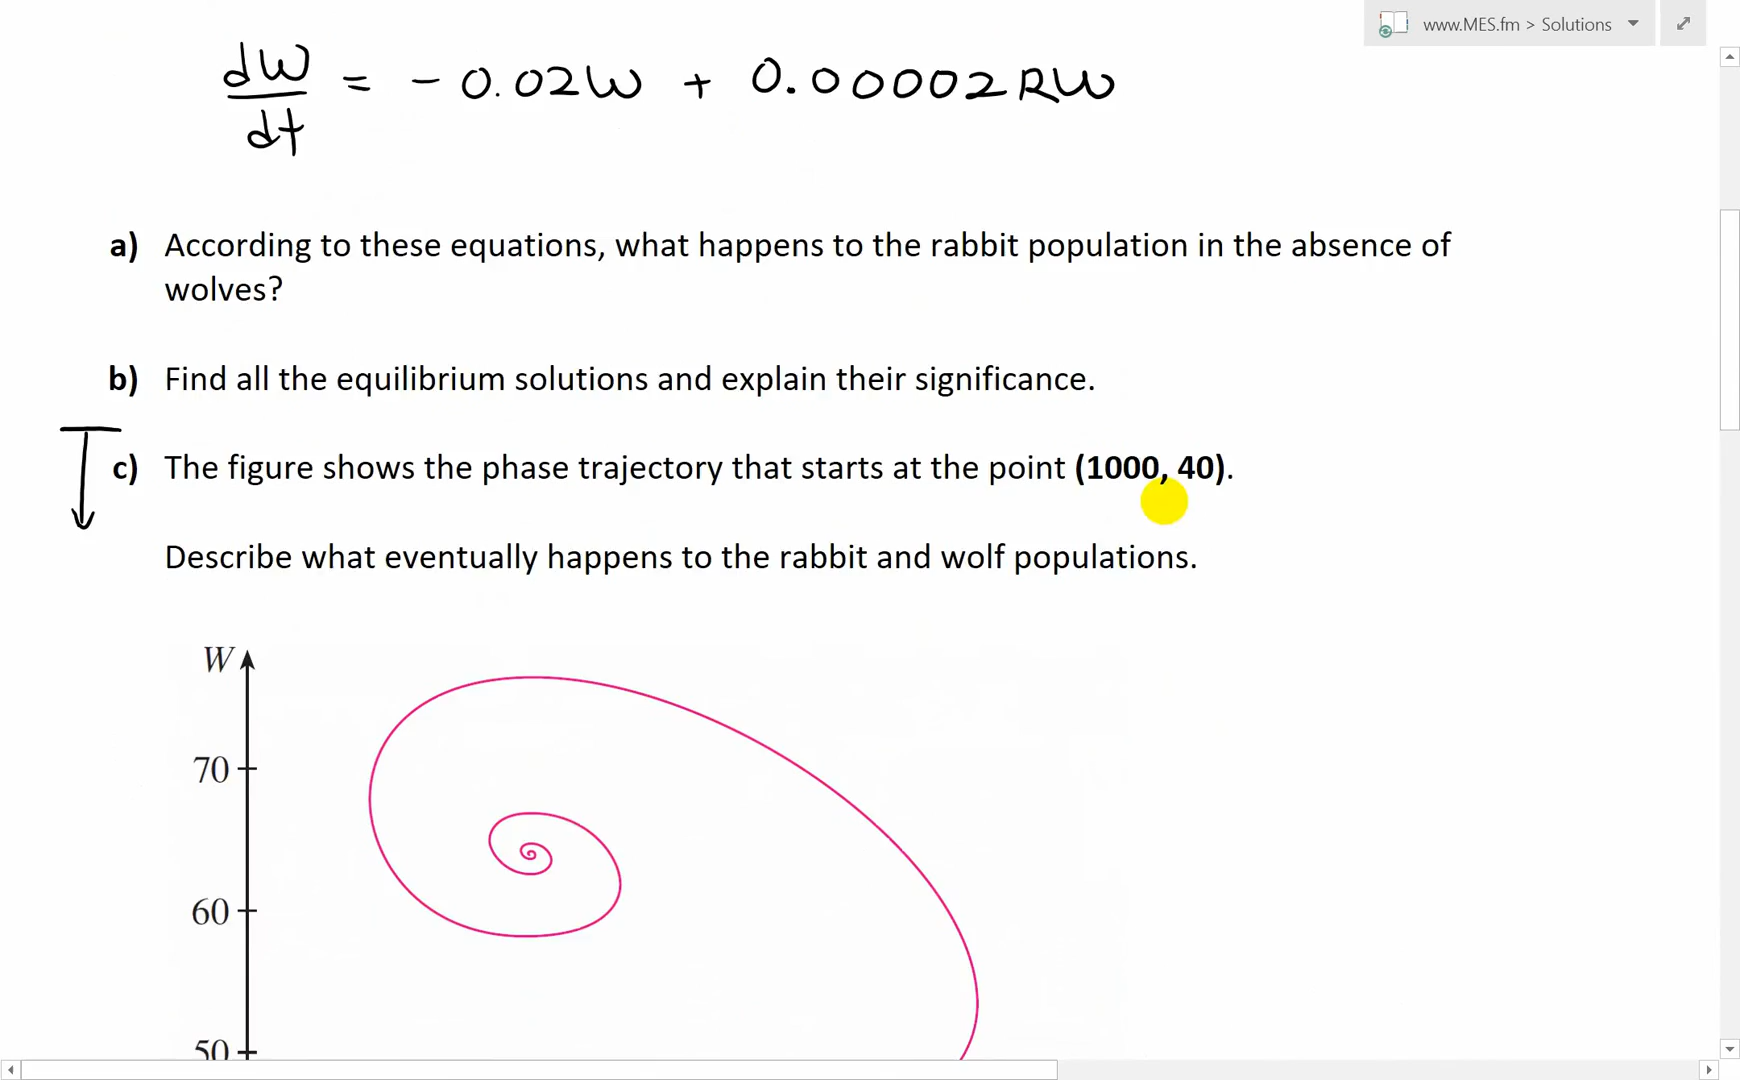 www.MES.fm > Solutions
dW/dt = - 0.02W + 0.00002RW
a) According to these equations, what happens to the rabbit population in the absence of
wolves?
b) Find all the equilibrium solutions and explain their significance.
c) The figure shows the phase trajectory that starts at the point (1000, 40).
Describe what eventually happens to the rabbit and wolf populations.
W
70
60
50